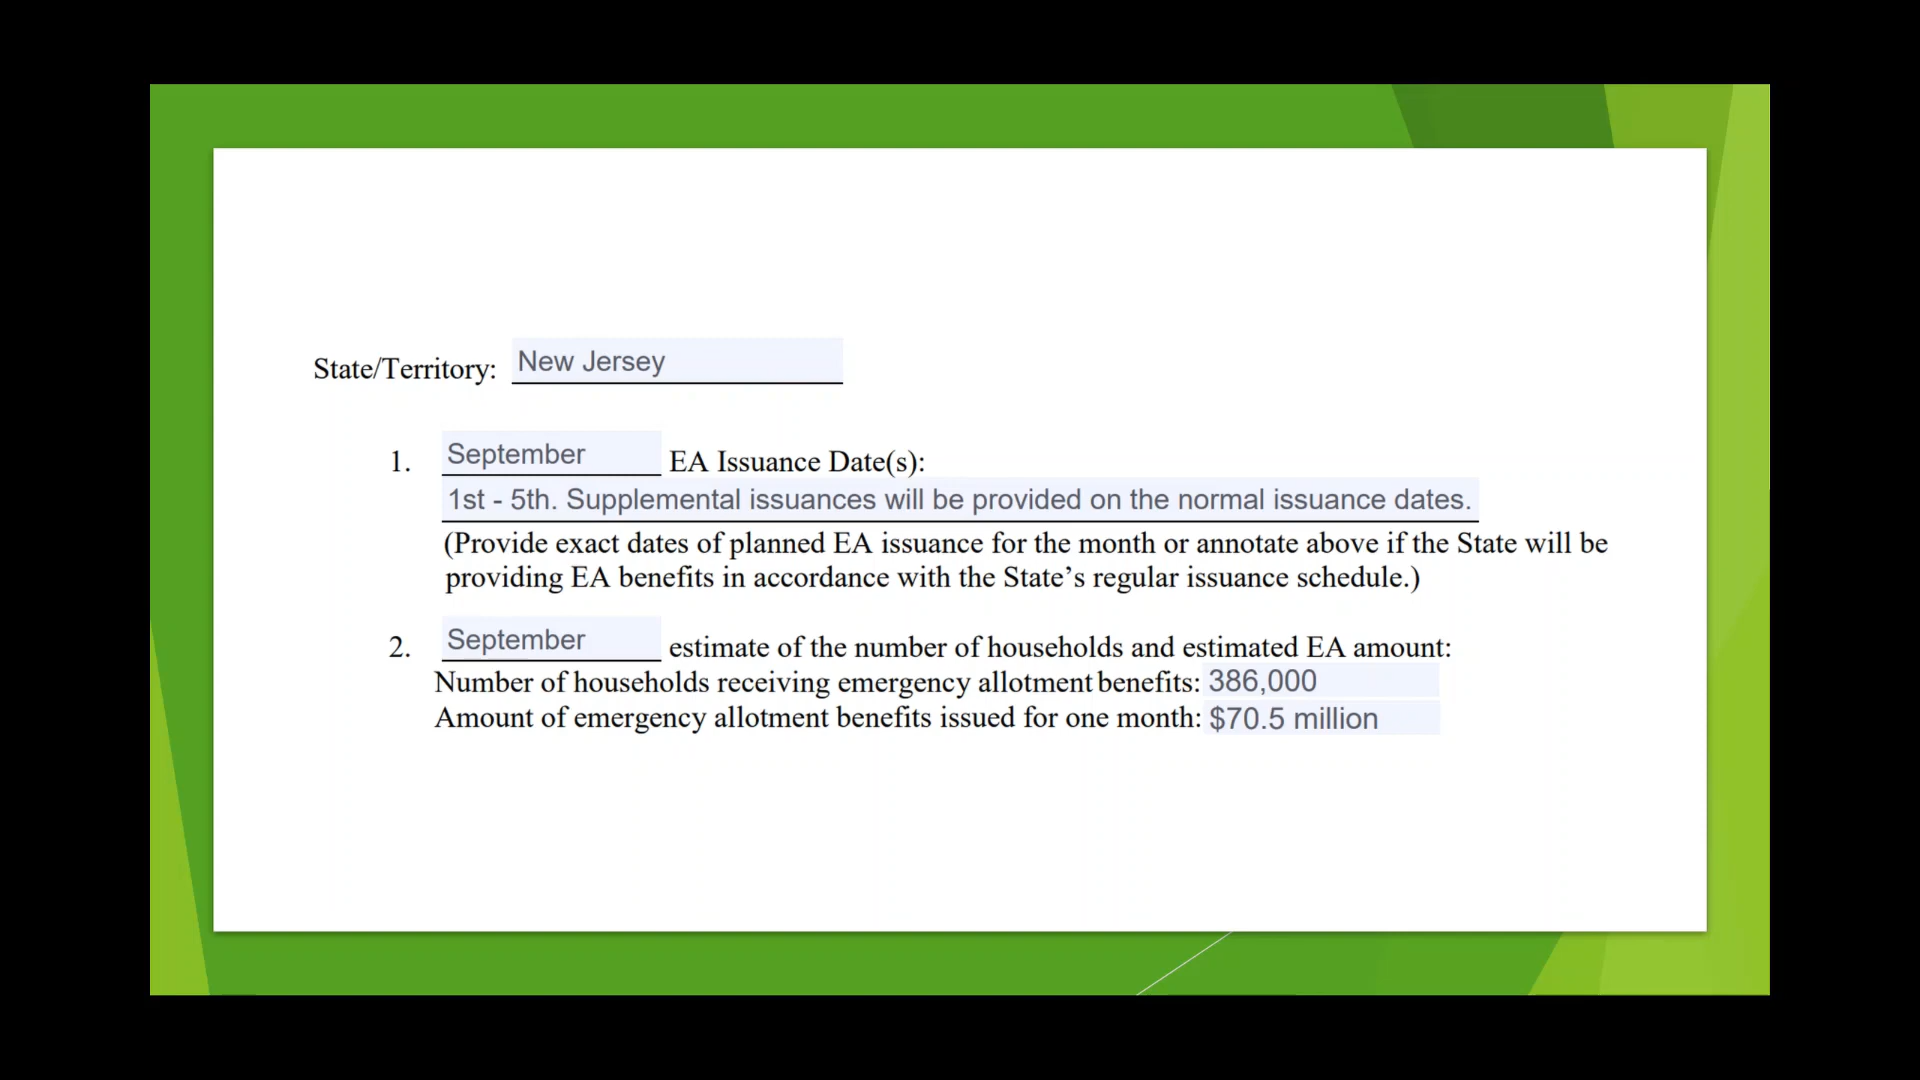 State/Territory: New Jersey
1. September EA Issuance Date(s):
1st - 5th. Supplemental issuances will be provided on the normal issuance dates.
(Provide exact dates of planned EA issuance for the month or annotate above if the State will be
providing EA benefits in accordance with the State’s regular issuance schedule.)
2. September estimate of the number of households and estimated EA amount:
Number of households receiving emergency allotment benefits: 386,000
Amount of emergency allotment benefits issued for one month: $70.5 million